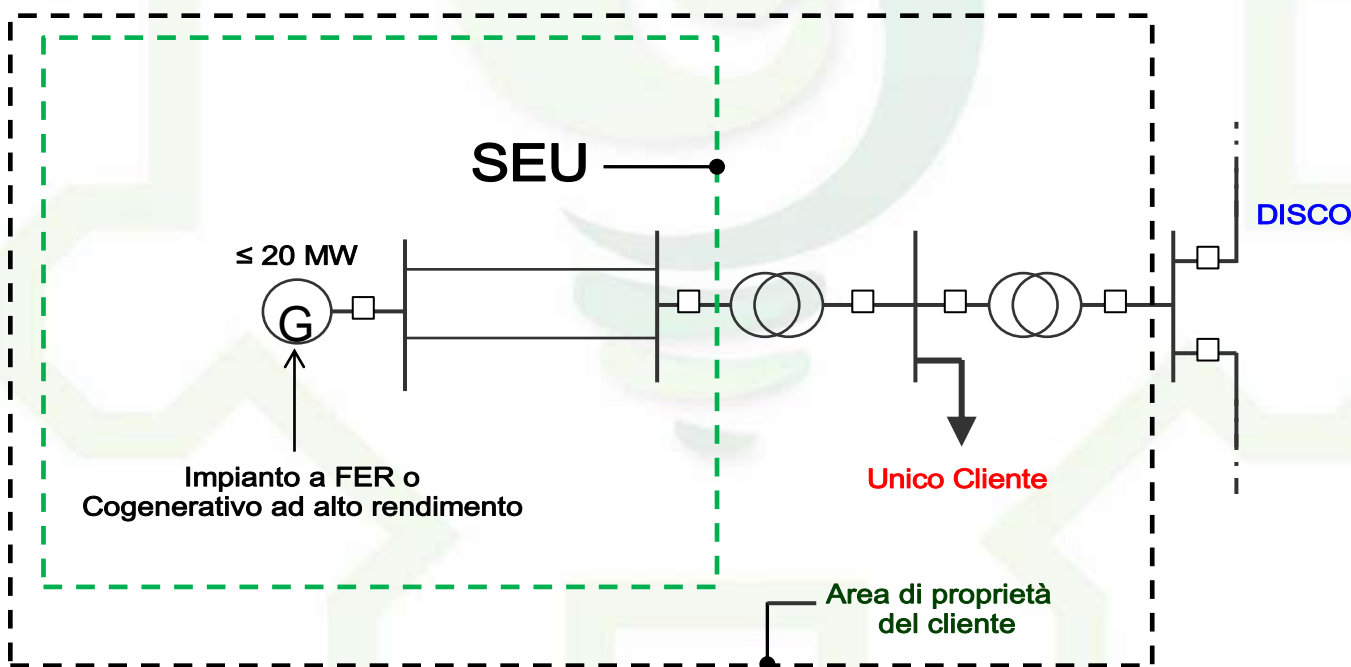 SEU
DISCO
≤ 20 MW
G
Impianto a FER o
Cogenerativo ad alto rendimento
Unico Cliente
Area di proprietà
del cliente